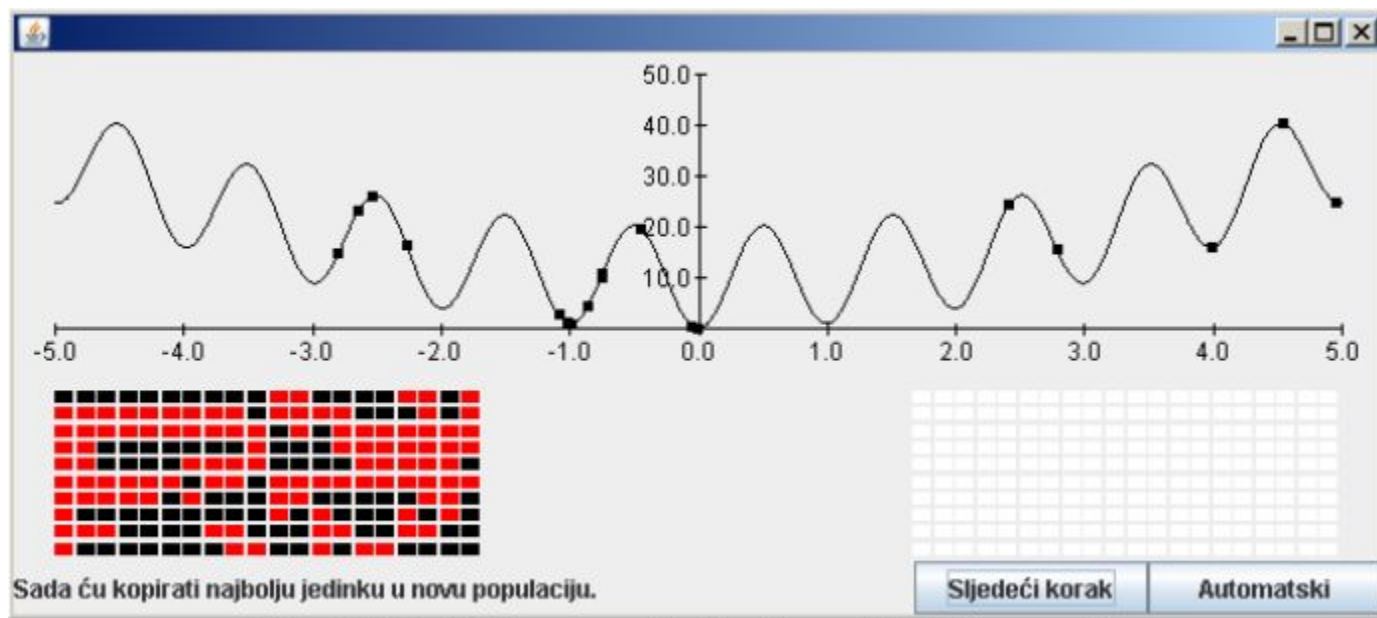 50.0
40.0
30.0
20.0
10.0
-5.0 -4.0 -3.0 -2.0 -1.0 0.0 1.0 2.0 3.0 4.0 5.0
Sada ću kopirati najbolju jedinku u novu populaciju.
Sljedeći korak
Automatski